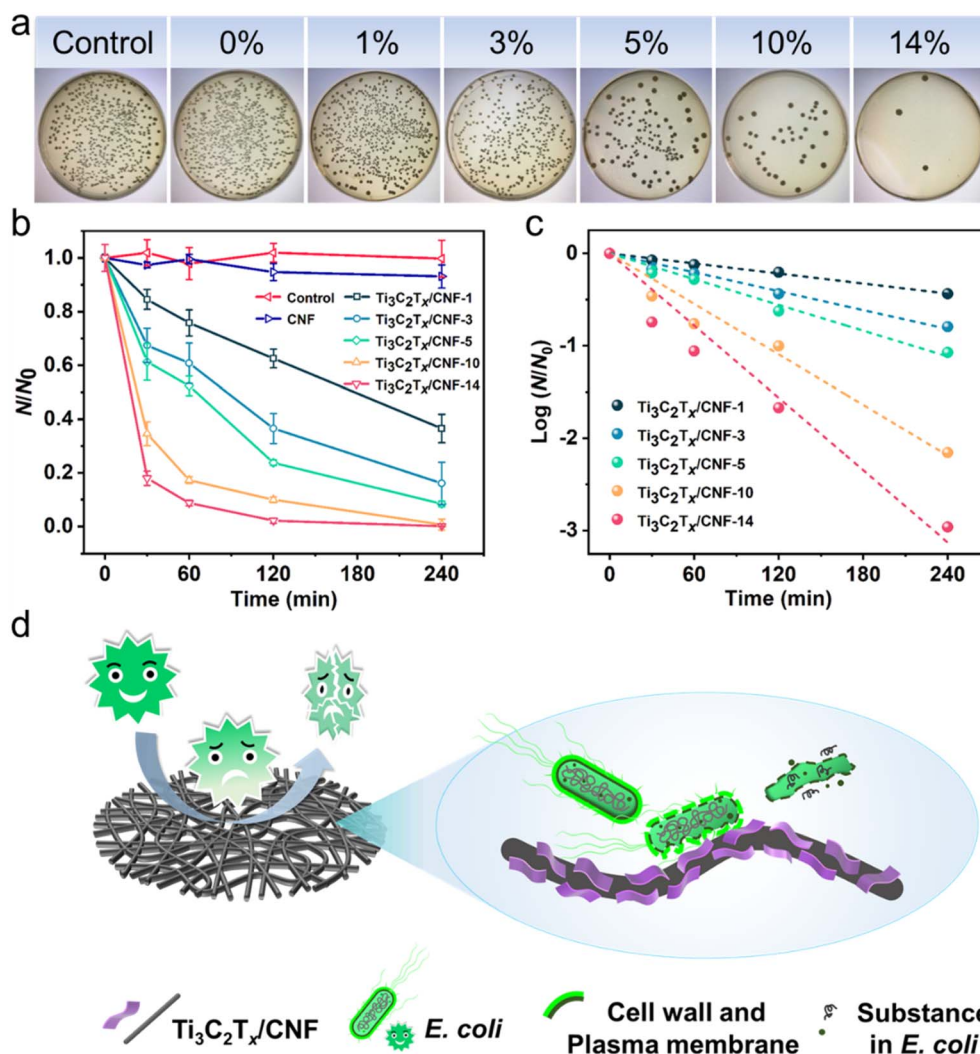 a
Control 0% 1% 3% 5% 10% 14%
b
N/N₀
1.0
0.8
0.6
0.4
0.2
0.0
Control
CNF
Ti₃C₂Tₓ/CNF-1
Ti₃C₂Tₓ/CNF-3
Ti₃C₂Tₓ/CNF-5
Ti₃C₂Tₓ/CNF-10
Ti₃C₂Tₓ/CNF-14
0 60 120 180 240
Time (min)
c
Log (N/N₀)
0
-1
-2
-3
Ti₃C₂Tₓ/CNF-1
Ti₃C₂Tₓ/CNF-3
Ti₃C₂Tₓ/CNF-5
Ti₃C₂Tₓ/CNF-10
Ti₃C₂Tₓ/CNF-14
0 60 120 180 240
Time (min)
d
Ti₃C₂Tₓ/CNF
E. coli
Cell wall and
Plasma membrane
Substance
in E. coli